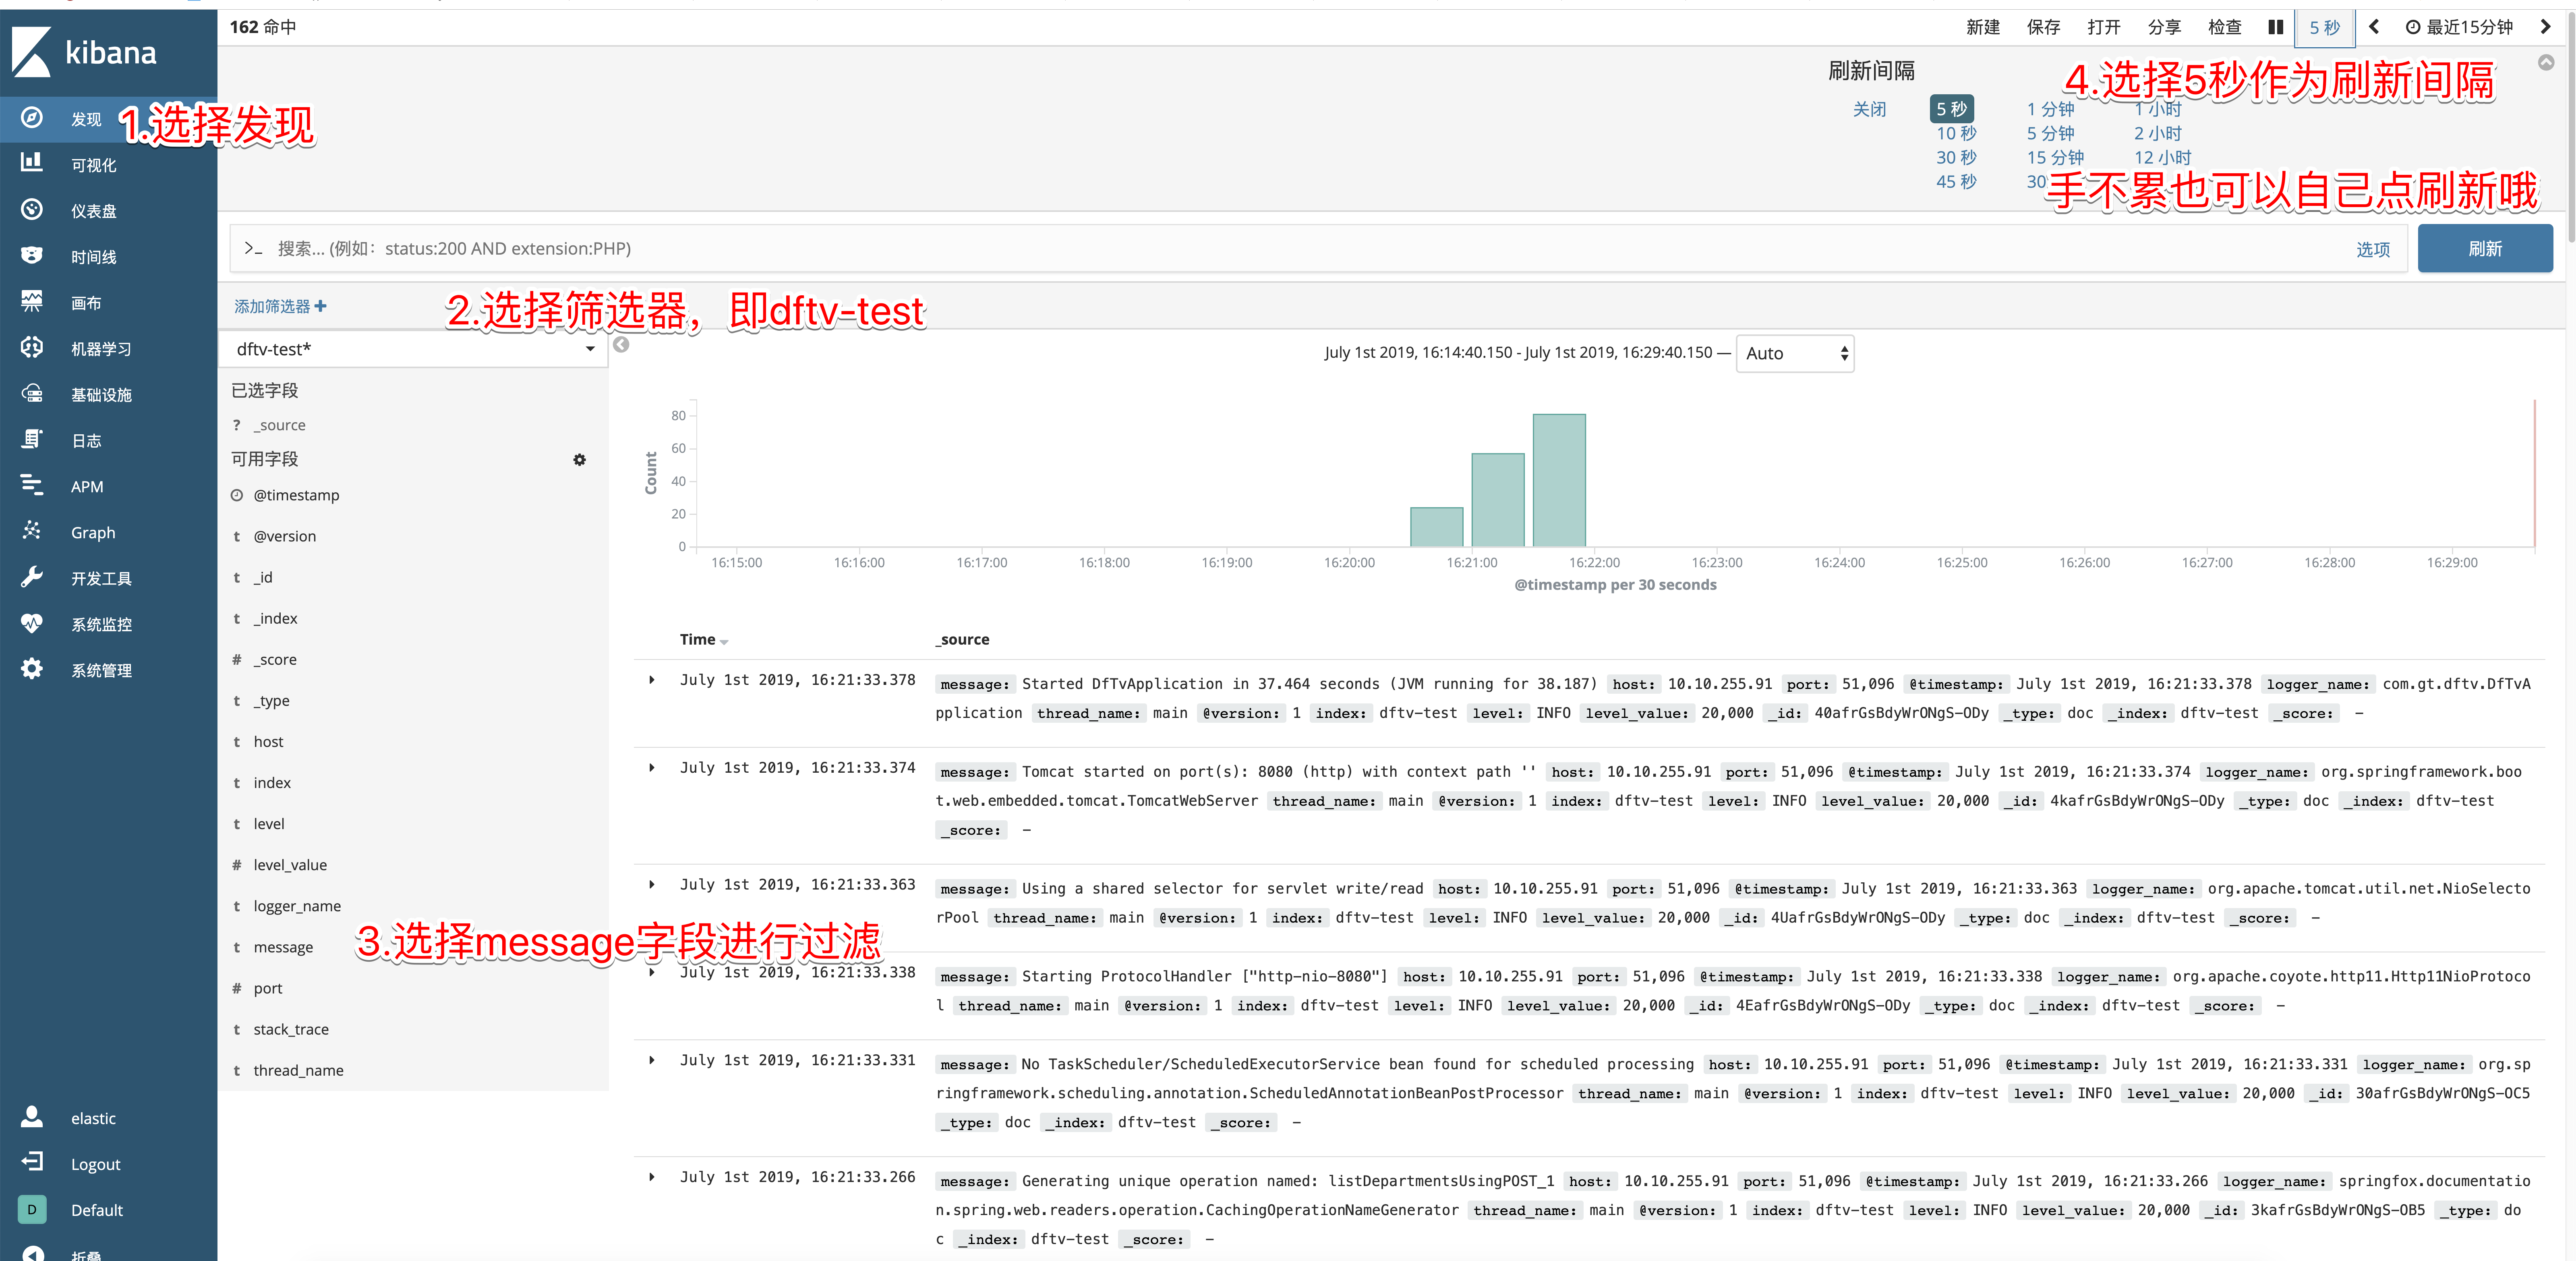 162 命中
新建 保存 打开 分享 检查 5 秒 最近15分钟
kibana
发现
可视化
仪表盘
时间线
画布
机器学习
基础设施
日志
APM
Graph
开发工具
系统监控
系统管理
elastic
Logout
D Default
折叠
1.选择发现
刷新间隔
4.选择5秒作为刷新间隔
关闭 5 秒 1 分钟 1 小时
10 秒 5 分钟 2 小时
30 秒 15 分钟 12 小时
45 秒 30
手不累也可以自己点刷新哦
>_ 搜索... (例如：status:200 AND extension:PHP) 选项 刷新
添加筛选器
2.选择筛选器，即dftv-test
dftv-test*
已选字段
? _source
可用字段
@timestamp
t @version
t _id
t _index
# _score
t _type
t host
t index
t level
# level_value
t logger_name
t message
3.选择message字段进行过滤
# port
t stack_trace
t thread_name
July 1st 2019, 16:14:40.150 - July 1st 2019, 16:29:40.150 — Auto
Count
80
60
40
20
0
16:15:00 16:16:00 16:17:00 16:18:00 16:19:00 16:20:00 16:21:00 16:22:00 16:23:00 16:24:00 16:25:00 16:26:00 16:27:00 16:28:00 16:29:00
@timestamp per 30 seconds
Time _source
July 1st 2019, 16:21:33.378 message: Started DfTvApplication in 37.464 seconds (JVM running for 38.187) host: 10.10.255.91 port: 51,096 @timestamp: July 1st 2019, 16:21:33.378 logger_name: com.gt.dftv.DfTvA
pplication thread_name: main @version: 1 index: dftv-test level: INFO level_value: 20,000 _id: 40afrGsBdyWrONgS-ODy _type: doc _index: dftv-test _score: –
July 1st 2019, 16:21:33.374 message: Tomcat started on port(s): 8080 (http) with context path '' host: 10.10.255.91 port: 51,096 @timestamp: July 1st 2019, 16:21:33.374 logger_name: org.springframework.boo
t.web.embedded.tomcat.TomcatWebServer thread_name: main @version: 1 index: dftv-test level: INFO level_value: 20,000 _id: 4kafrGsBdyWrONgS-ODy _type: doc _index: dftv-test
_score: –
July 1st 2019, 16:21:33.363 message: Using a shared selector for servlet write/read host: 10.10.255.91 port: 51,096 @timestamp: July 1st 2019, 16:21:33.363 logger_name: org.apache.tomcat.util.net.NioSelecto
rPool thread_name: main @version: 1 index: dftv-test level: INFO level_value: 20,000 _id: 4UafrGsBdyWrONgS-ODy _type: doc _index: dftv-test _score: –
July 1st 2019, 16:21:33.338 message: Starting ProtocolHandler ["http-nio-8080"] host: 10.10.255.91 port: 51,096 @timestamp: July 1st 2019, 16:21:33.338 logger_name: org.apache.coyote.http11.Http11NioProtoco
l thread_name: main @version: 1 index: dftv-test level: INFO level_value: 20,000 _id: 4EafrGsBdyWrONgS-ODy _type: doc _index: dftv-test _score: –
July 1st 2019, 16:21:33.331 message: No TaskScheduler/ScheduledExecutorService bean found for scheduled processing host: 10.10.255.91 port: 51,096 @timestamp: July 1st 2019, 16:21:33.331 logger_name: org.sp
ringframework.scheduling.annotation.ScheduledAnnotationBeanPostProcessor thread_name: main @version: 1 index: dftv-test level: INFO level_value: 20,000 _id: 30afrGsBdyWrONgS-OC5
_type: doc _index: dftv-test _score: –
July 1st 2019, 16:21:33.266 message: Generating unique operation named: listDepartmentsUsingPOST_1 host: 10.10.255.91 port: 51,096 @timestamp: July 1st 2019, 16:21:33.266 logger_name: springfox.documentatio
n.spring.web.readers.operation.CachingOperationNameGenerator thread_name: main @version: 1 index: dftv-test level: INFO level_value: 20,000 _id: 3kafrGsBdyWrONgS-OB5 _type: do
c _index: dftv-test _score: –